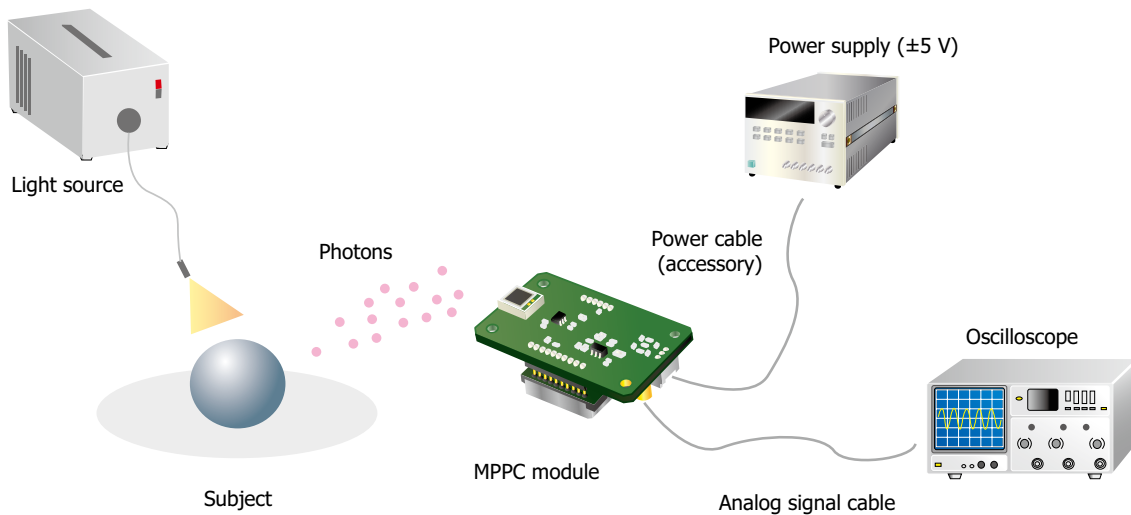 Power supply (±5 V)
Light source
Photons
Power cable
(accessory)
Oscilloscope
MPPC module
Subject
Analog signal cable